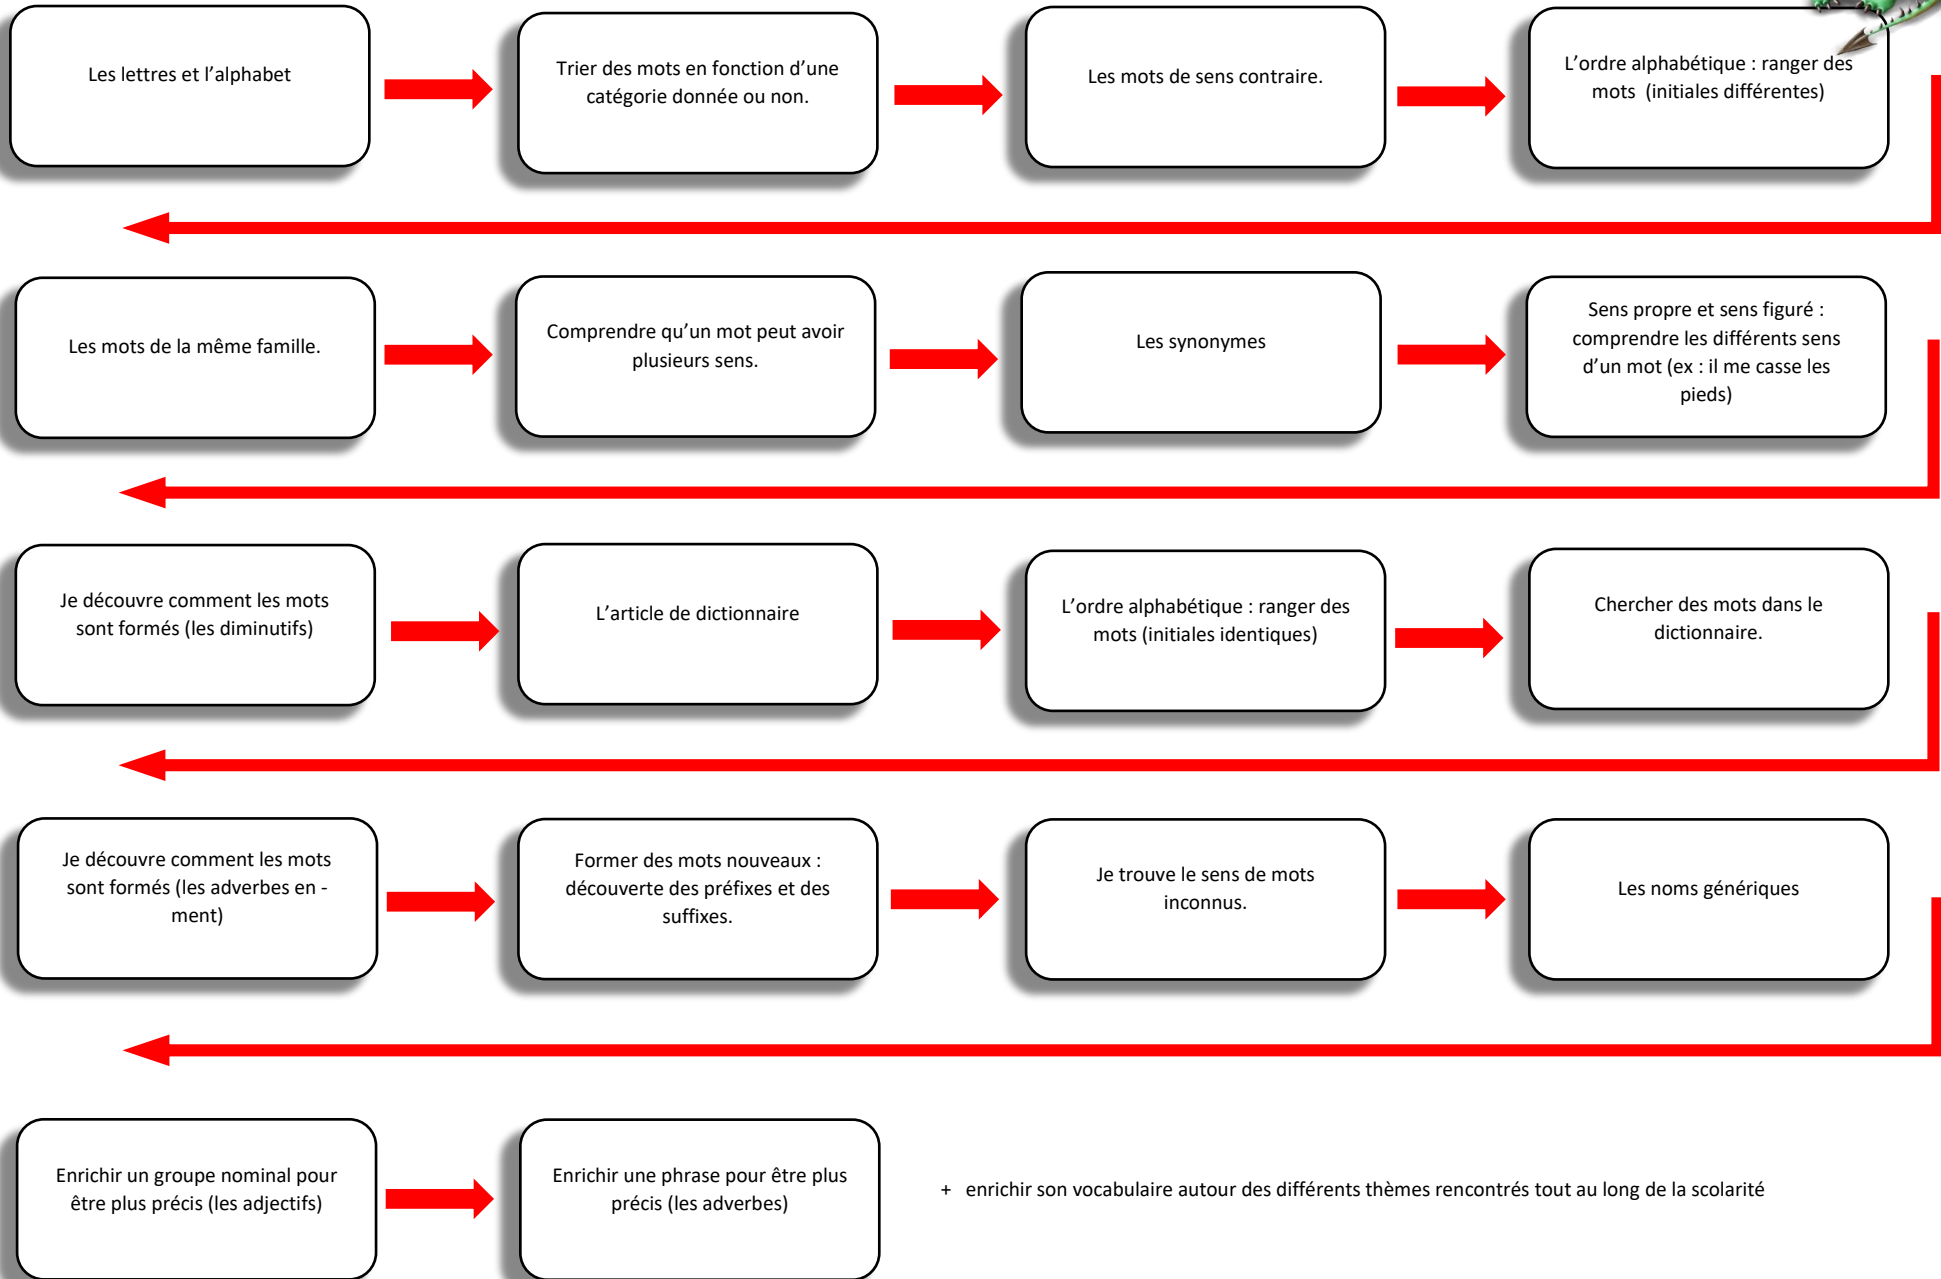 Les lettres et l’alphabet
Trier des mots en fonction d’une
catégorie donnée ou non.
Les mots de sens contraire.
L’ordre alphabétique : ranger des
mots (initiales différentes)
Les mots de la même famille.
Comprendre qu’un mot peut avoir
plusieurs sens.
Les synonymes
Sens propre et sens figuré :
comprendre les différents sens
d’un mot (ex : il me casse les
pieds)
Je découvre comment les mots
sont formés (les diminutifs)
L’article de dictionnaire
L’ordre alphabétique : ranger des
mots (initiales identiques)
Chercher des mots dans le
dictionnaire.
Je découvre comment les mots
sont formés (les adverbes en -
ment)
Former des mots nouveaux :
découverte des préfixes et des
suffixes.
Je trouve le sens de mots
inconnus.
Les noms génériques
Enrichir un groupe nominal pour
être plus précis (les adjectifs)
Enrichir une phrase pour être plus
précis (les adverbes)
+ enrichir son vocabulaire autour des différents thèmes rencontrés tout au long de la scolarité